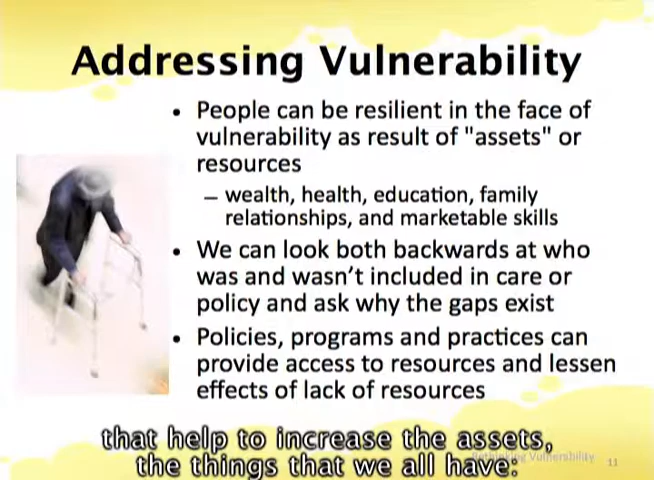 Addressing Vulnerability
• People can be resilient in the face of
vulnerability as result of "assets" or
resources
– wealth, health, education, family
relationships, and marketable skills
• We can look both backwards at who
was and wasn't included in care or
policy and ask why the gaps exist
• Policies, programs and practices can
provide access to resources and lessen
effects of lack of resources
that help to increase the assets,
Rethinking Vulnerability 11
the things that we all have: